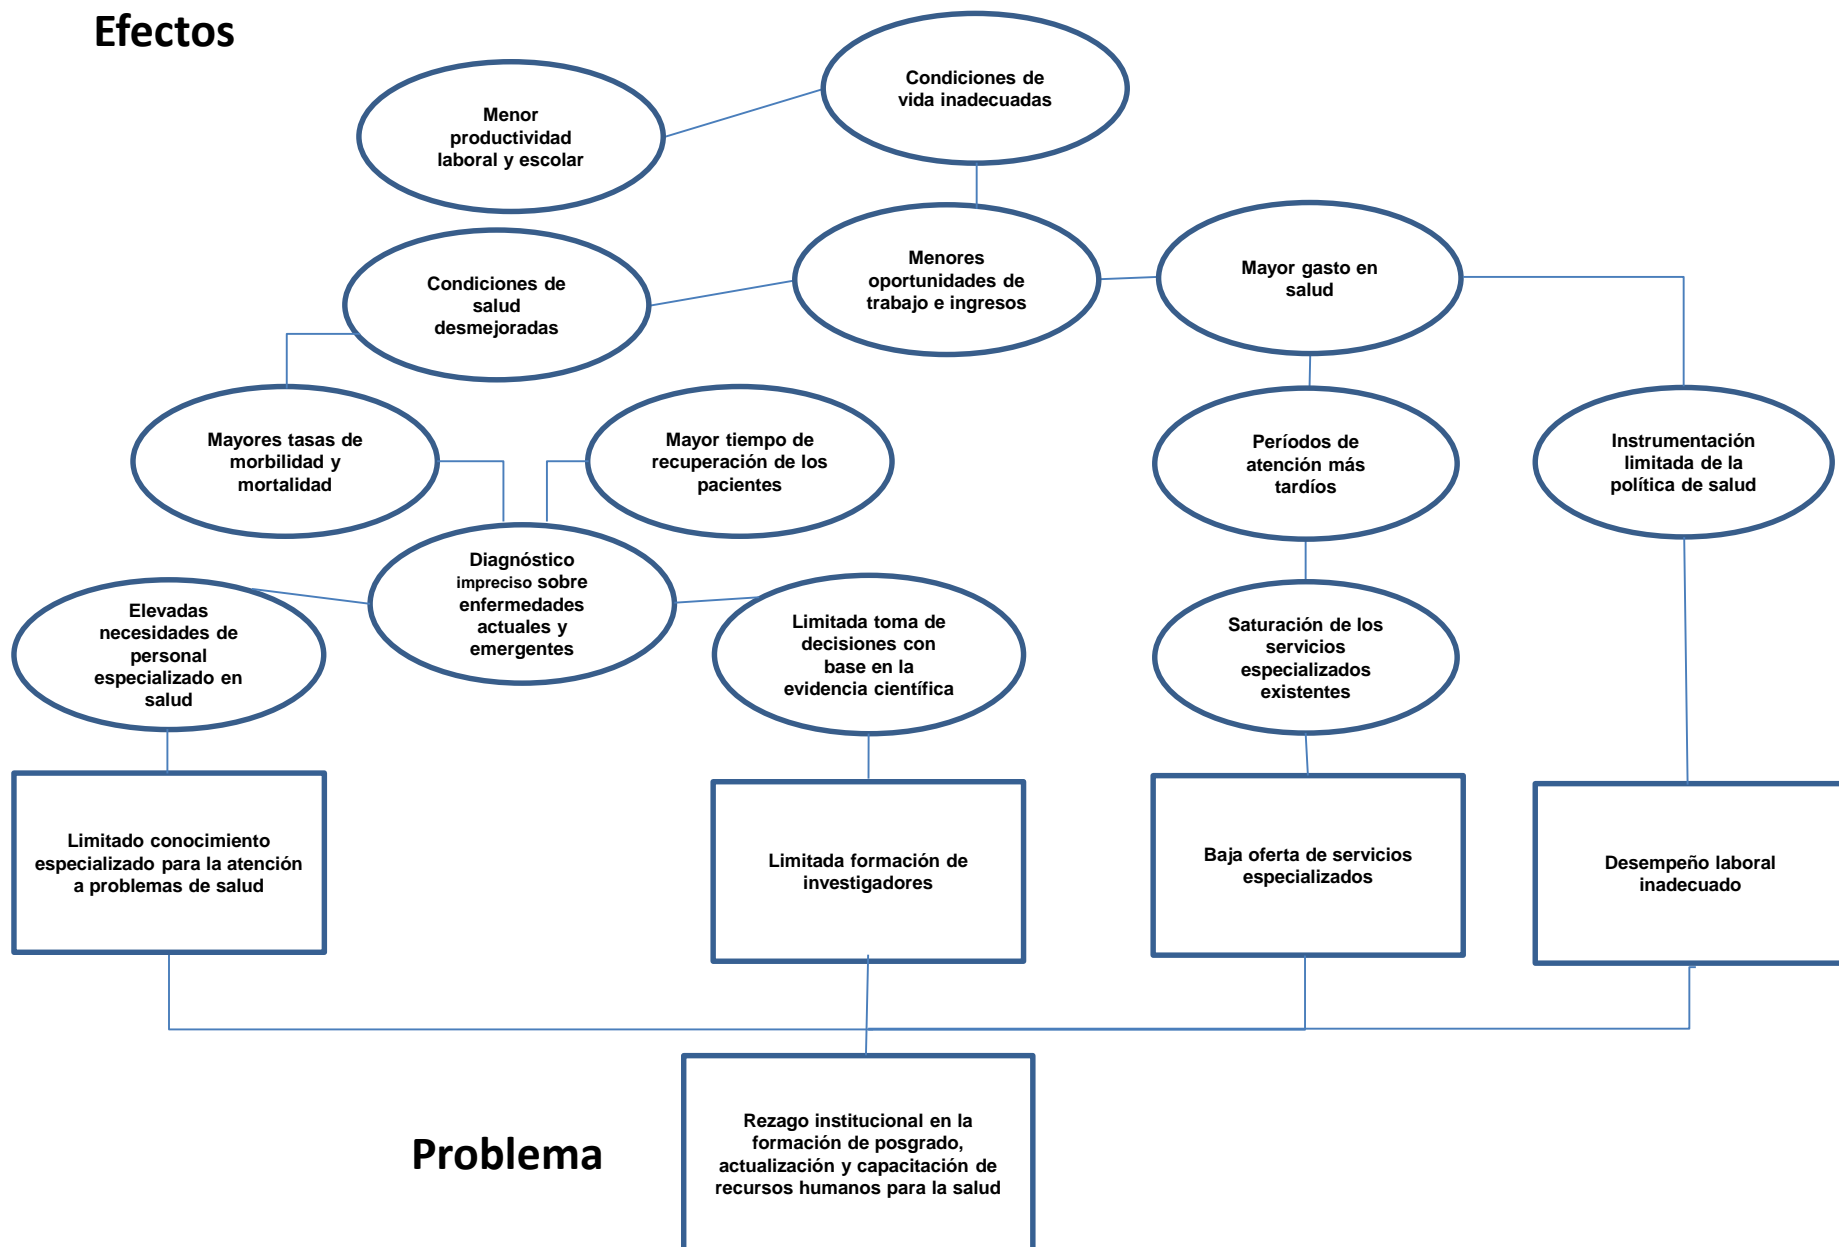 Efectos
Condiciones de
vida inadecuadas
Menor
productividad
laboral y escolar
Menores
oportunidades de
trabajo e ingresos
Mayor gasto en
salud
Condiciones de
salud
desmejoradas
Mayores tasas de
morbilidad y
mortalidad
Mayor tiempo de
recuperación de los
pacientes
Períodos de
atención más
tardíos
Instrumentación
limitada de la
política de salud
Diagnóstico
impreciso sobre
enfermedades
actuales y
emergentes
Elevadas
necesidades de
personal
especializado en
salud
Limitada toma de
decisiones con
base en la
evidencia científica
Saturación de los
servicios
especializados
existentes
Limitado conocimiento
especializado para la atención
a problemas de salud
Limitada formación de
investigadores
Baja oferta de servicios
especializados
Desempeño laboral
inadecuado
Problema
Rezago institucional en la
formación de posgrado,
actualización y capacitación de
recursos humanos para la salud